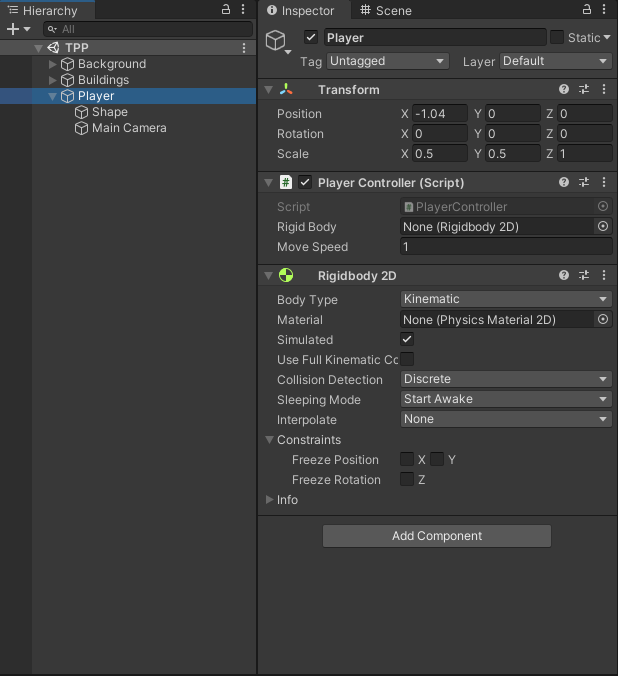 Hierarchy
All
TPP
Background
Buildings
Player
Shape
Main Camera
Inspector Scene
Player Static
Tag Untagged Layer Default
Transform
Position X -1.04 Y 0 Z 0
Rotation X 0 Y 0 Z 0
Scale X 0.5 Y 0.5 Z 1
# Player Controller (Script)
Script # PlayerController
Rigid Body None (Rigidbody 2D)
Move Speed 1
Rigidbody 2D
Body Type Kinematic
Material None (Physics Material 2D)
Simulated
Use Full Kinematic Co
Collision Detection Discrete
Sleeping Mode Start Awake
Interpolate None
Constraints
Freeze Position X Y
Freeze Rotation Z
Info
Add Component